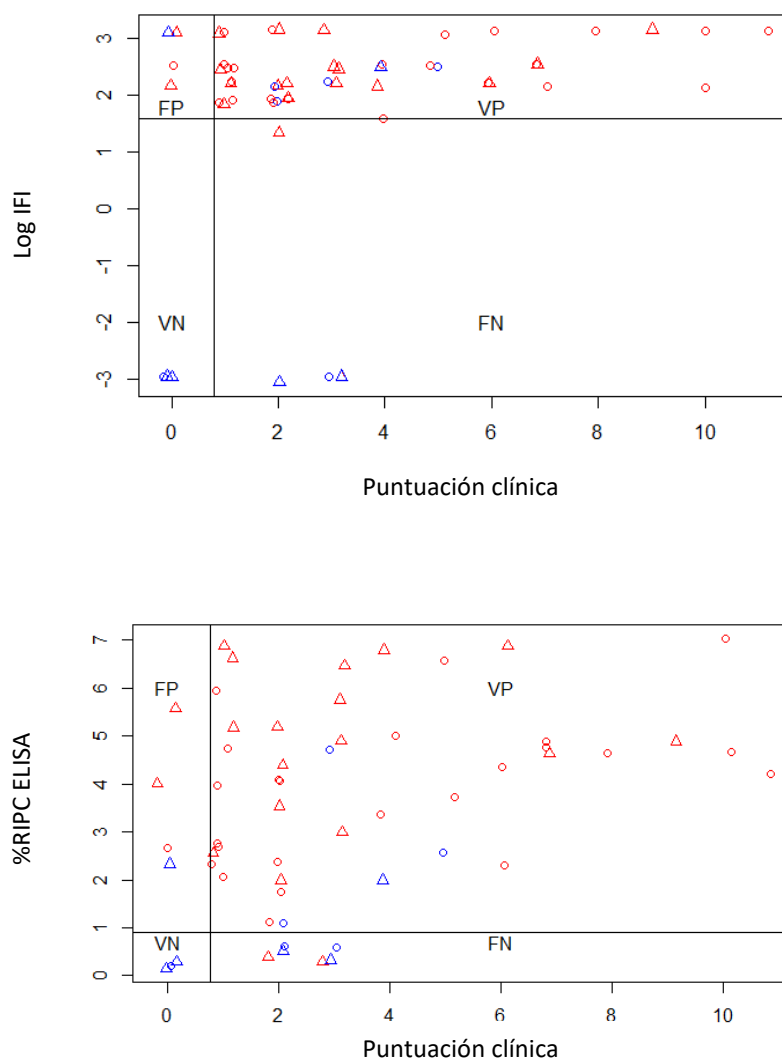 3
2
1
0
-1
-2
-3
FP
VP
VN
FN
Log IFI
0 2 4 6 8 10
Puntuación clínica
7
6
5
4
3
2
1
0
FP
VP
VN
FN
%RIPC ELISA
0 2 4 6 8 10
Puntuación clínica